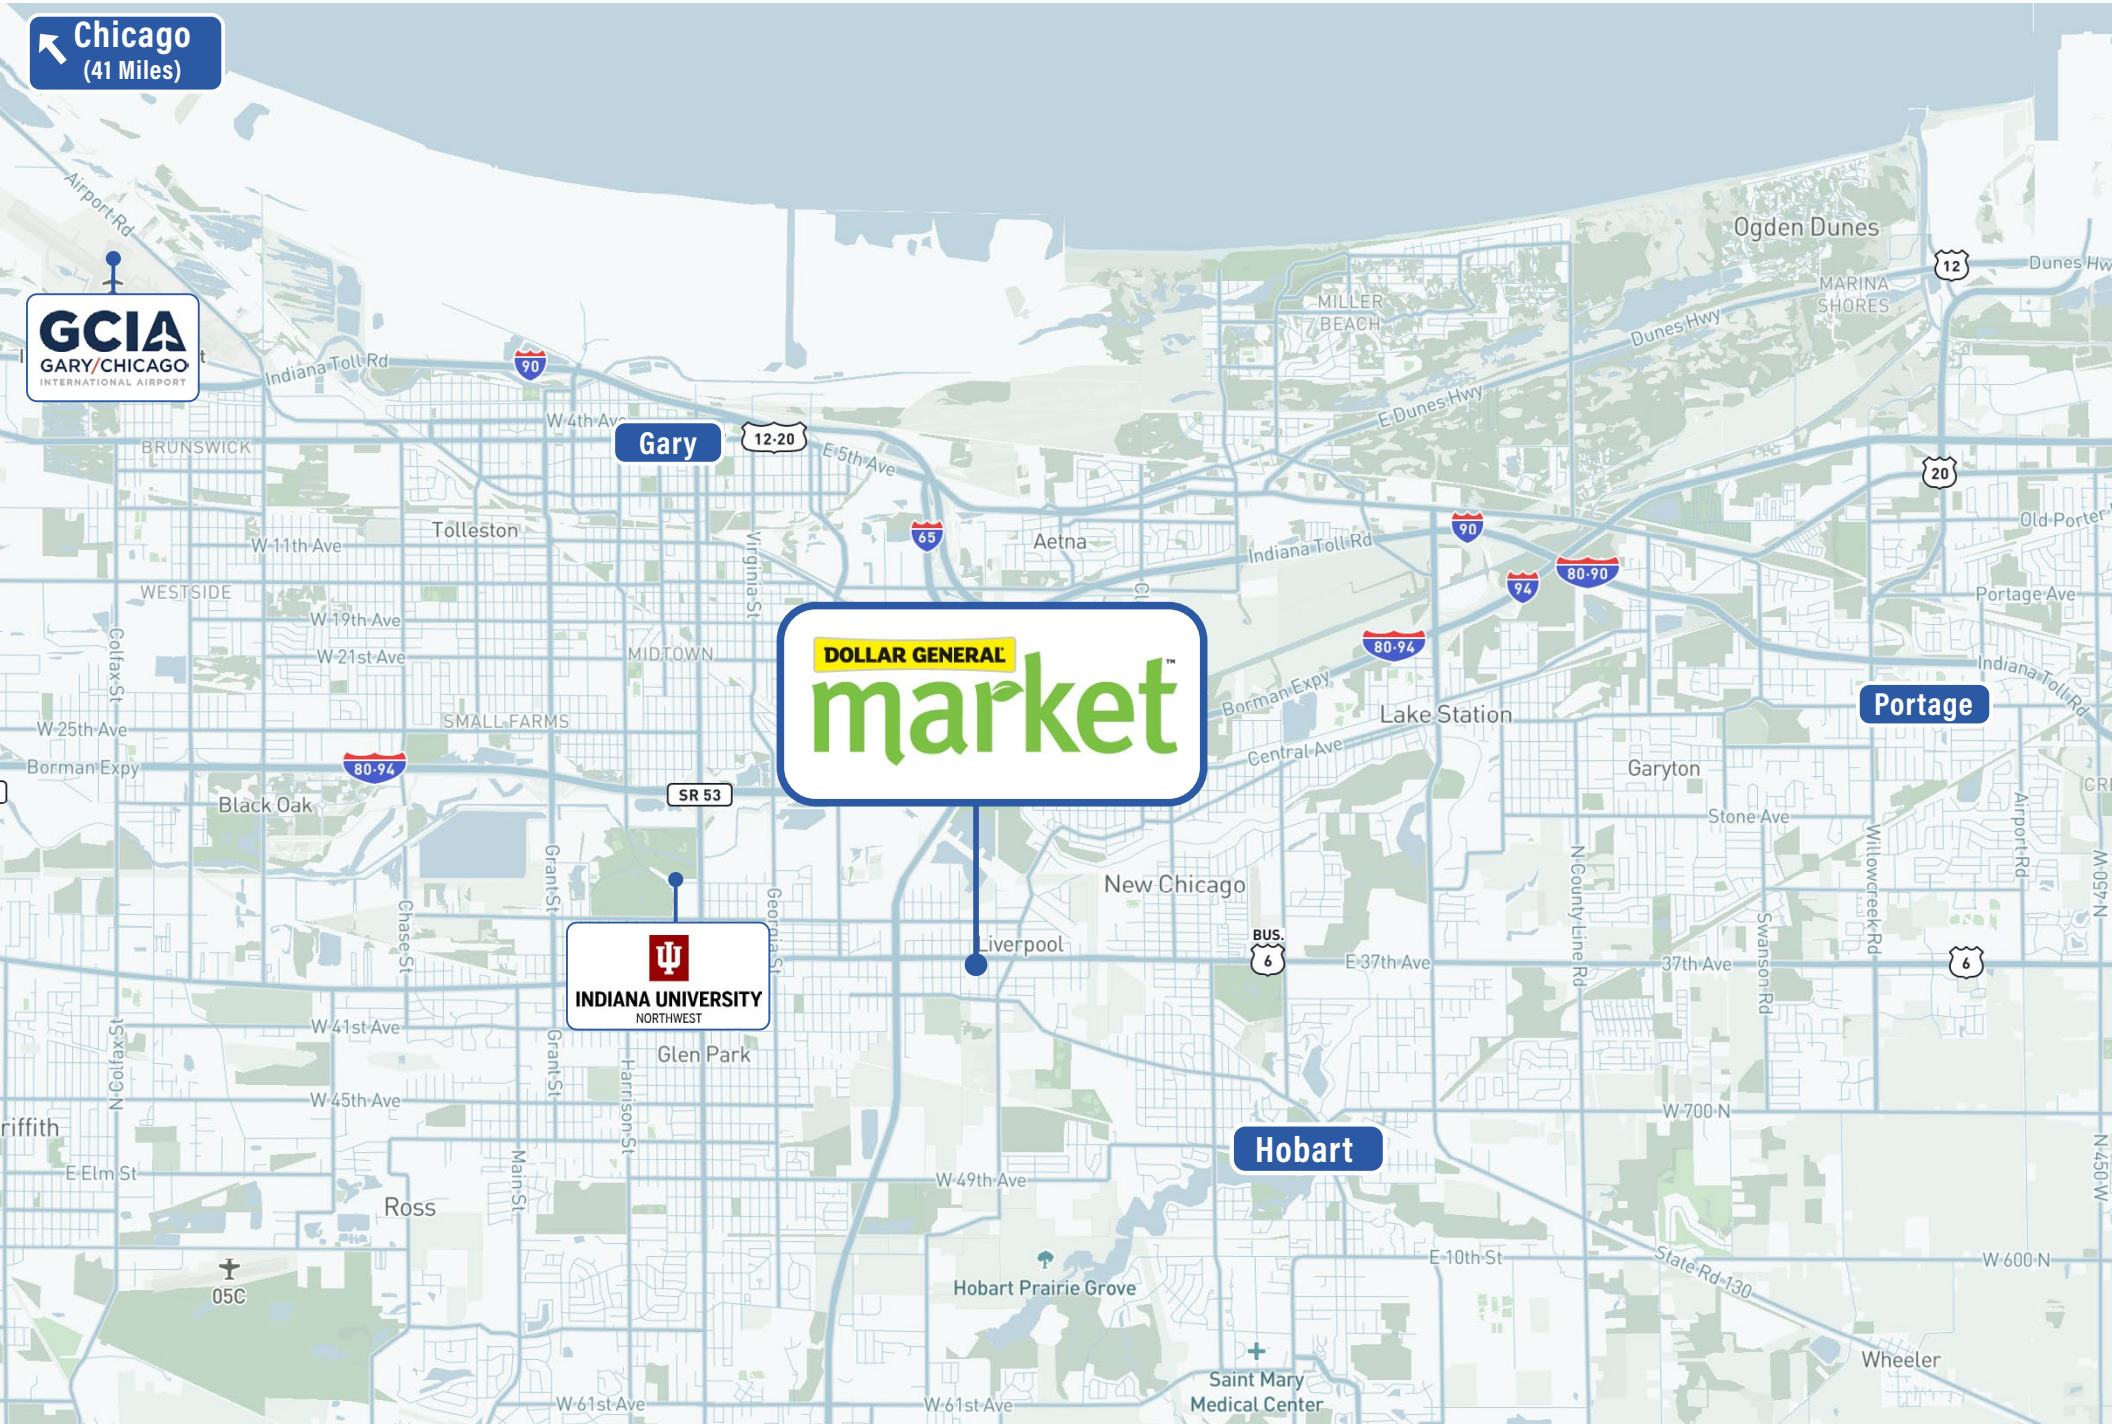 Chicago
(41 Miles)
Airport Rd
Ogden Dunes
12
Dunes Hw
MARINA
SHORES
MILLER
BEACH
Dunes Hwy
GCIA
GARY/CHICAGO
INTERNATIONAL AIRPORT
t
Indiana Toll Rd
90
E Dunes Hwy
W 4th Ave
Gary
12·20
E 5th Ave
BRUNSWICK
20
Tolleston
W 11th Ave
Virginia St
65
Aetna
Indiana Toll Rd
90
Old Porter
80·90
94
WESTSIDE
Portage Ave
W 19th Ave
Colfax St
W 21st Ave
MIDTOWN
DOLLAR GENERAL
market™
80·94
Indiana Toll Rd
Borman Expy
Portage
Lake Station
SMALL FARMS
W 25th Ave
Central Ave
Borman Expy
80·94
Garyton
SR 53
Black Oak
Stone Ave
Airport Rd
Willowcreek Rd
Grant St
N County Line Rd
New Chicago
N 450 W
Chase St
Georgia St
Swanson Rd
INDIANA UNIVERSITY
NORTHWEST
Liverpool
BUS.
6
E 37th Ave
37th Ave
6
W 41st Ave
N Colfax St
Grant St
Harrison St
Glen Park
W 45th Ave
W 700 N
riffith
Hobart
E Elm St
Main St
W 49th Ave
N 450 W
Ross
05C
Hobart Prairie Grove
E 10th St
State Rd 130
W 600 N
Saint Mary
Medical Center
Wheeler
W 61st Ave
W 61st Ave